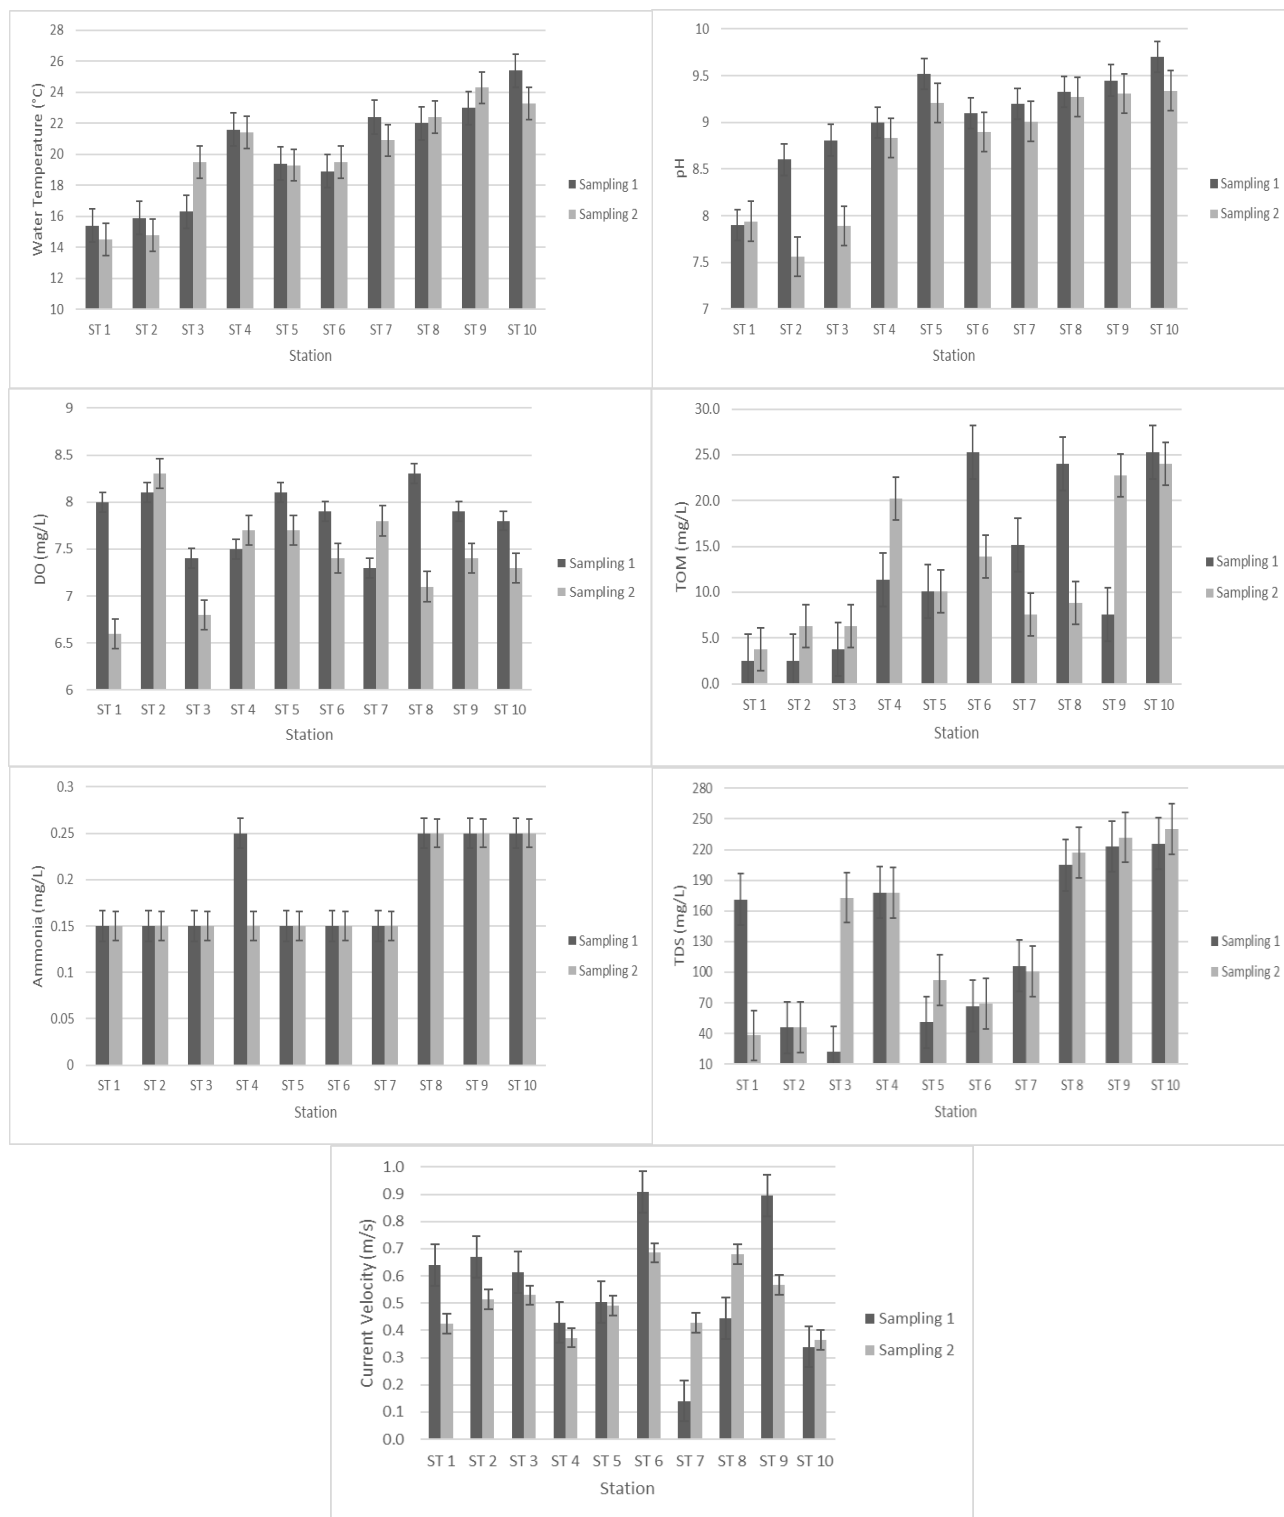 Water Temperature (°C)
28
26
24
22
20
18
16
14
12
10
ST 1 ST 2 ST 3 ST 4 ST 5 ST 6 ST 7 ST 8 ST 9 ST 10
Station
Sampling 1
Sampling 2
pH
10
9.5
9
8.5
8
7.5
7
ST 1 ST 2 ST 3 ST 4 ST 5 ST 6 ST 7 ST 8 ST 9 ST 10
Station
Sampling 1
Sampling 2
DO (mg/L)
9
8.5
8
7.5
7
6.5
6
ST 1 ST 2 ST 3 ST 4 ST 5 ST 6 ST 7 ST 8 ST 9 ST 10
Station
Sampling 1
Sampling 2
TOM (mg/L)
30.0
25.0
20.0
15.0
10.0
5.0
0.0
ST 1 ST 2 ST 3 ST 4 ST 5 ST 6 ST 7 ST 8 ST 9 ST 10
Station
Sampling 1
Sampling 2
Ammonia (mg/L)
0.3
0.25
0.2
0.15
0.1
0.05
0
ST 1 ST 2 ST 3 ST 4 ST 5 ST 6 ST 7 ST 8 ST 9 ST 10
Station
Sampling 1
Sampling 2
TDS (mg/L)
280
250
220
190
160
130
100
70
40
10
ST 1 ST 2 ST 3 ST 4 ST 5 ST 6 ST 7 ST 8 ST 9 ST 10
Station
Sampling 1
Sampling 2
Current Velocity (m/s)
1.0
0.9
0.8
0.7
0.6
0.5
0.4
0.3
0.2
0.1
0.0
ST 1 ST 2 ST 3 ST 4 ST 5 ST 6 ST 7 ST 8 ST 9 ST 10
Station
Sampling 1
Sampling 2